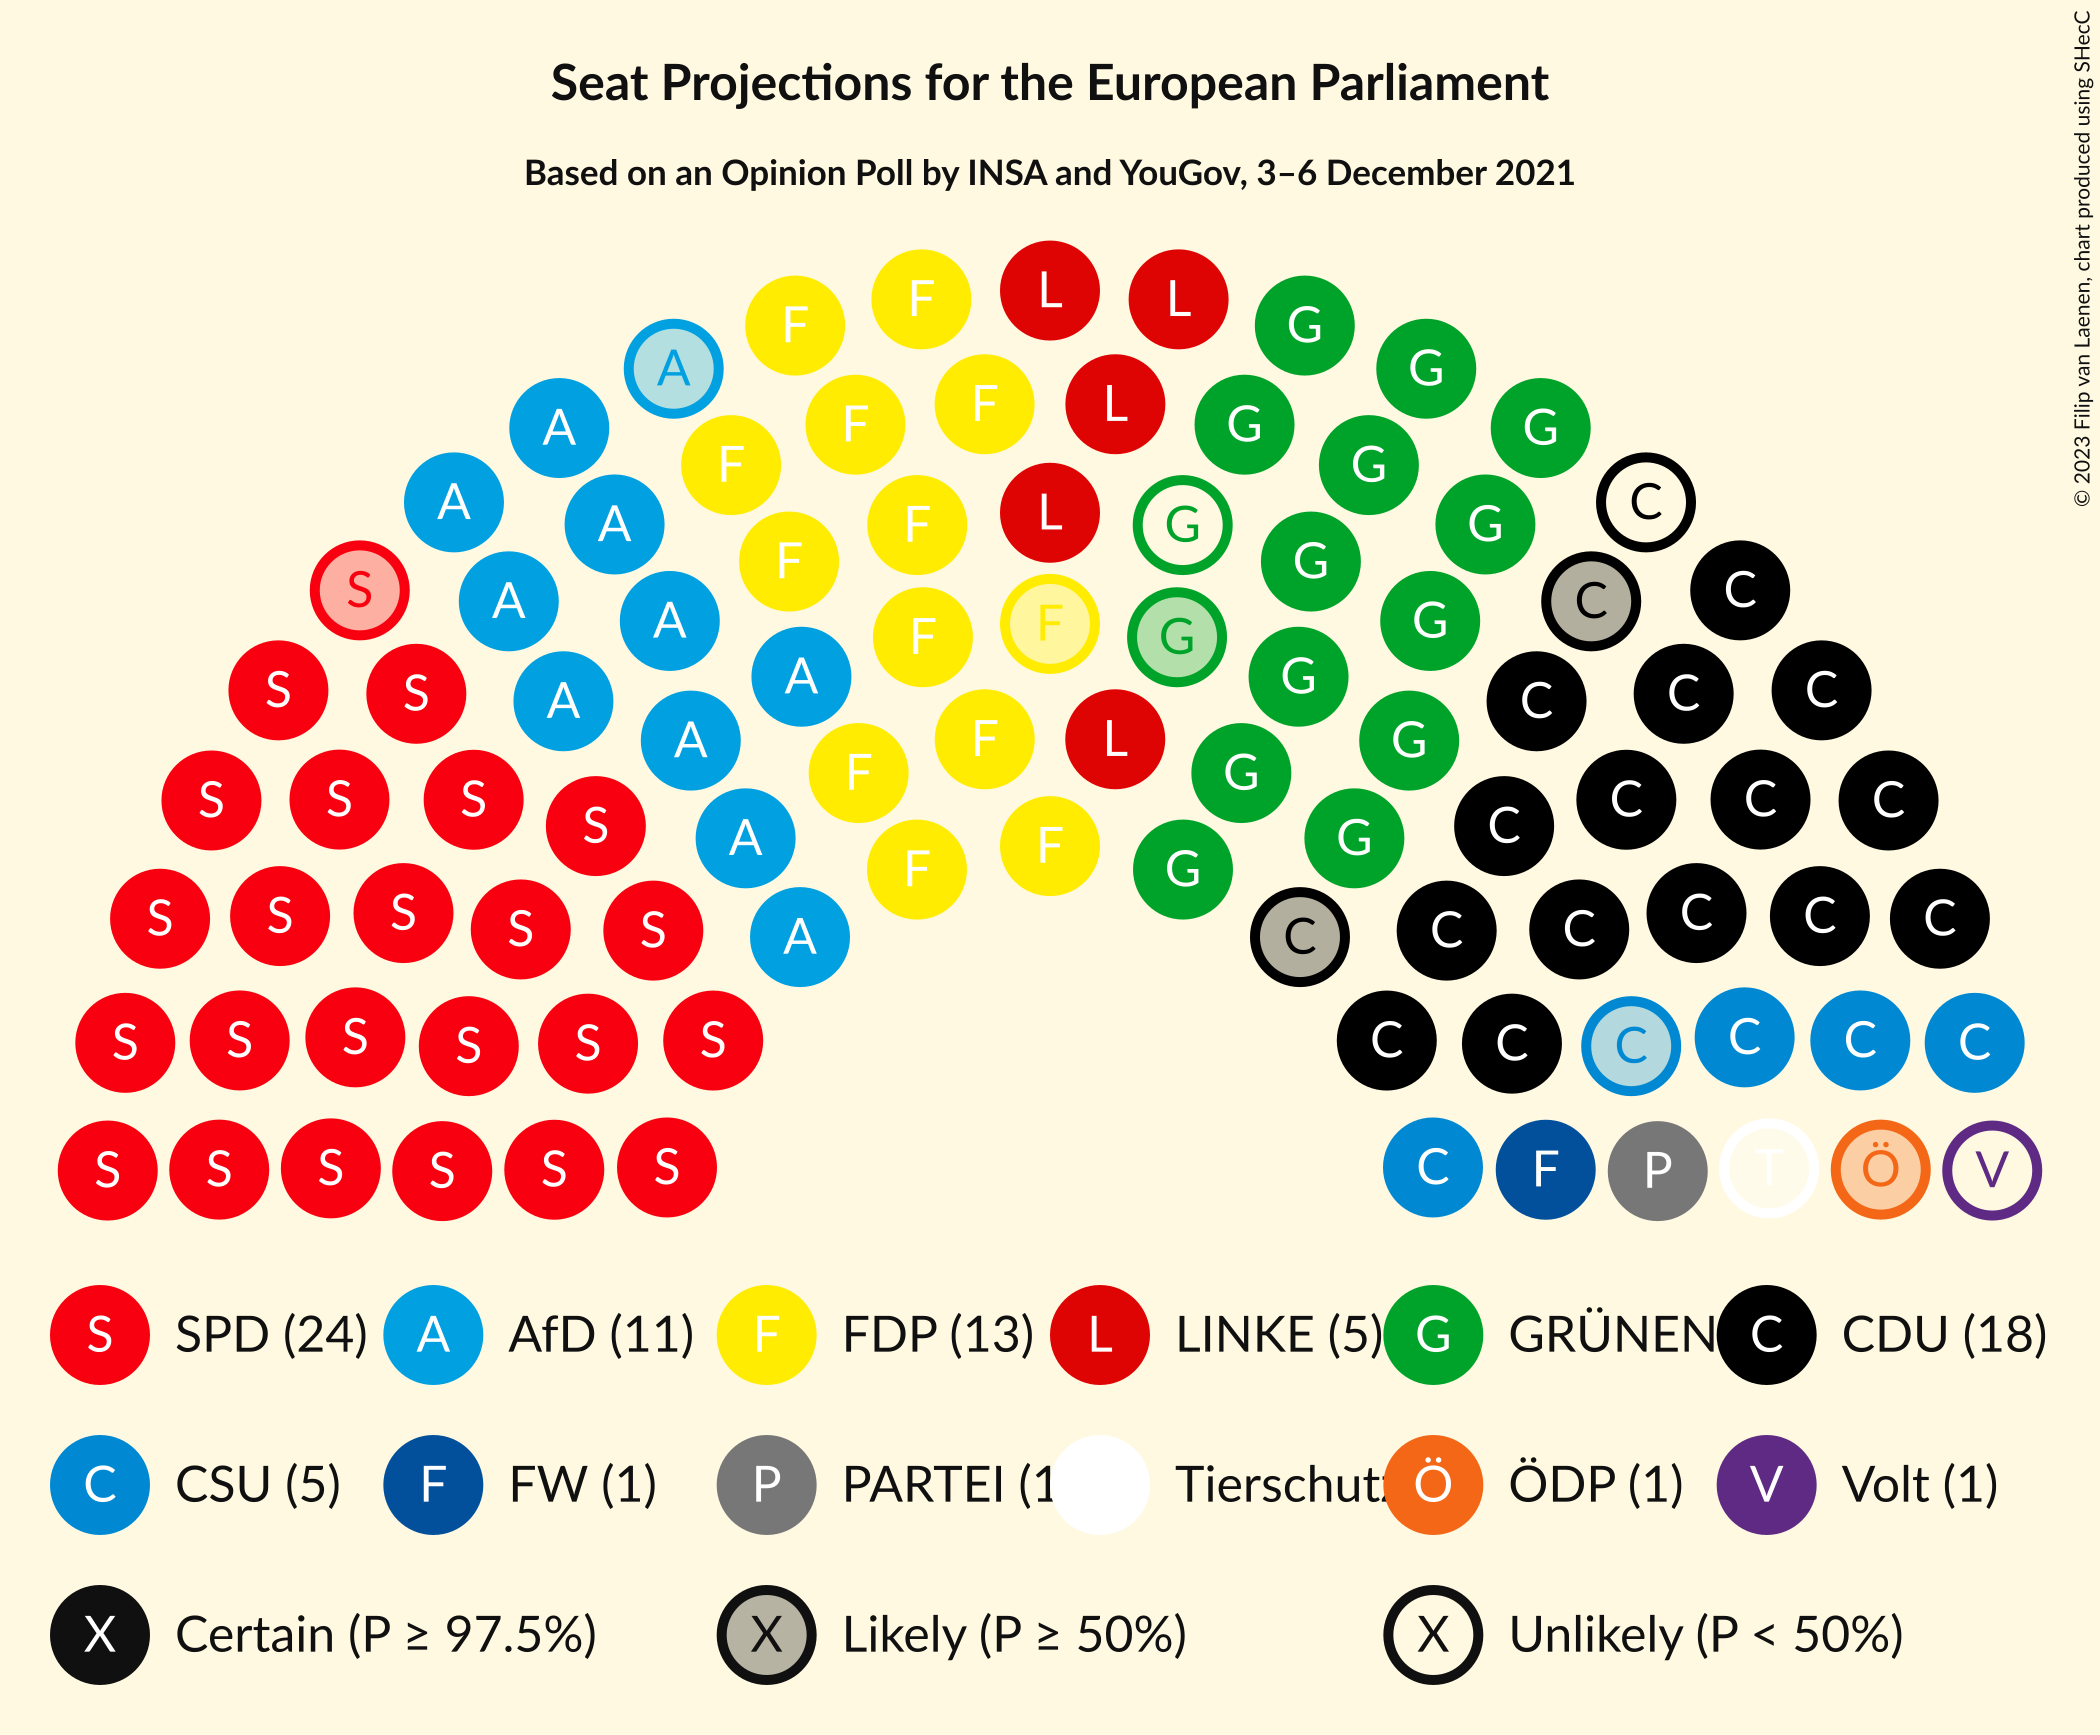 Seat Projections for the European Parliament
Based on an Opinion Poll by INSA and YouGov, 3–6 December 2021
© 2023 Filip van Laenen, chart produced using SHecC
L
F L
F G
A G
F L
A F G G
F G
A G
L
A F G C
A G
F G
A F G C
S C
A F G
F
A G
A G
S C C C
S A
A G
F L
F G
S S S C C C
S C
A G
F
F G
S S S C C C
S S C C
A C
S S S C C C
S S C C
S S S C C C
S S S S S S C F P T Ö V
S SPD (24) A AfD (11) F FDP (13) L LINKE (5) G GRÜNEN C CDU (18)
C CSU (5) F FW (1) P PARTEI (1 Tierschutz Ö ÖDP (1) V Volt (1)
X Certain (P ≥ 97.5%) X Likely (P ≥ 50%) X Unlikely (P < 50%)